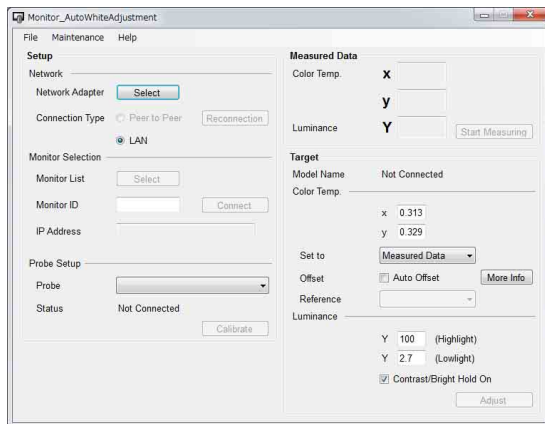 Monitor_AutoWhiteAdjustment
File Maintenance Help
Setup
Network
Network Adapter Select
Connection Type Peer to Peer Reconnection
LAN
Monitor Selection
Monitor List Select
Monitor ID Connect
IP Address
Probe Setup
Probe
Status Not Connected
Calibrate
Measured Data
Color Temp. x
y
Luminance Y Start Measuring
Target
Model Name Not Connected
Color Temp.
x 0.313
y 0.329
Set to Measured Data
Offset Auto Offset More Info
Reference
Luminance
Y 100 (Highlight)
Y 2.7 (Lowlight)
Contrast/Bright Hold On
Adjust